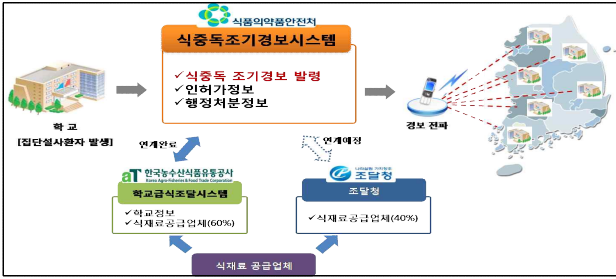 식품의약품안전처
식중독조기경보시스템
✓식중독 조기경보 발령
✓인허가정보
✓행정처분정보
학 교
[집단설사환자 발생]
경보 전파
연계완료
연계예정
aT 한국농수산식품유통공사
Korea Agro-Fisheries & Food Trade Corporation
학교급식조달시스템
✓학교정보
✓식재료공급업체(60%)
조달청
조달청
✓식재료공급업체(40%)
식재료 공급업체